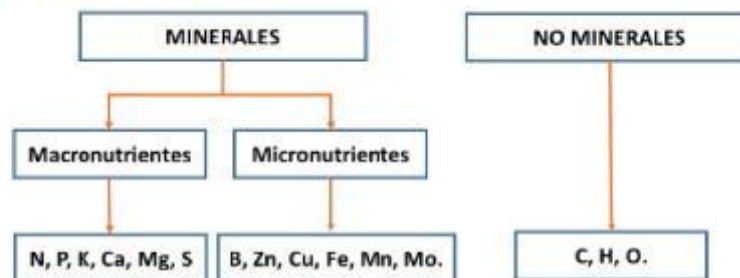 MINERALES
NO MINERALES
Macronutrientes
Micronutrientes
N, P, K, Ca, Mg, S
B, Zn, Cu, Fe, Mn, Mo.
C, H, O.